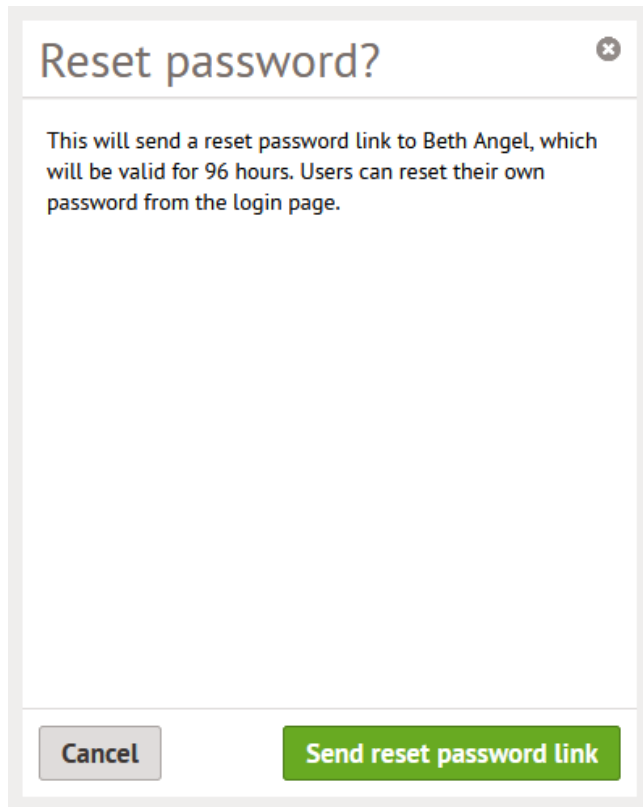 Reset password?
This will send a reset password link to Beth Angel, which
will be valid for 96 hours. Users can reset their own
password from the login page.
Cancel
Send reset password link